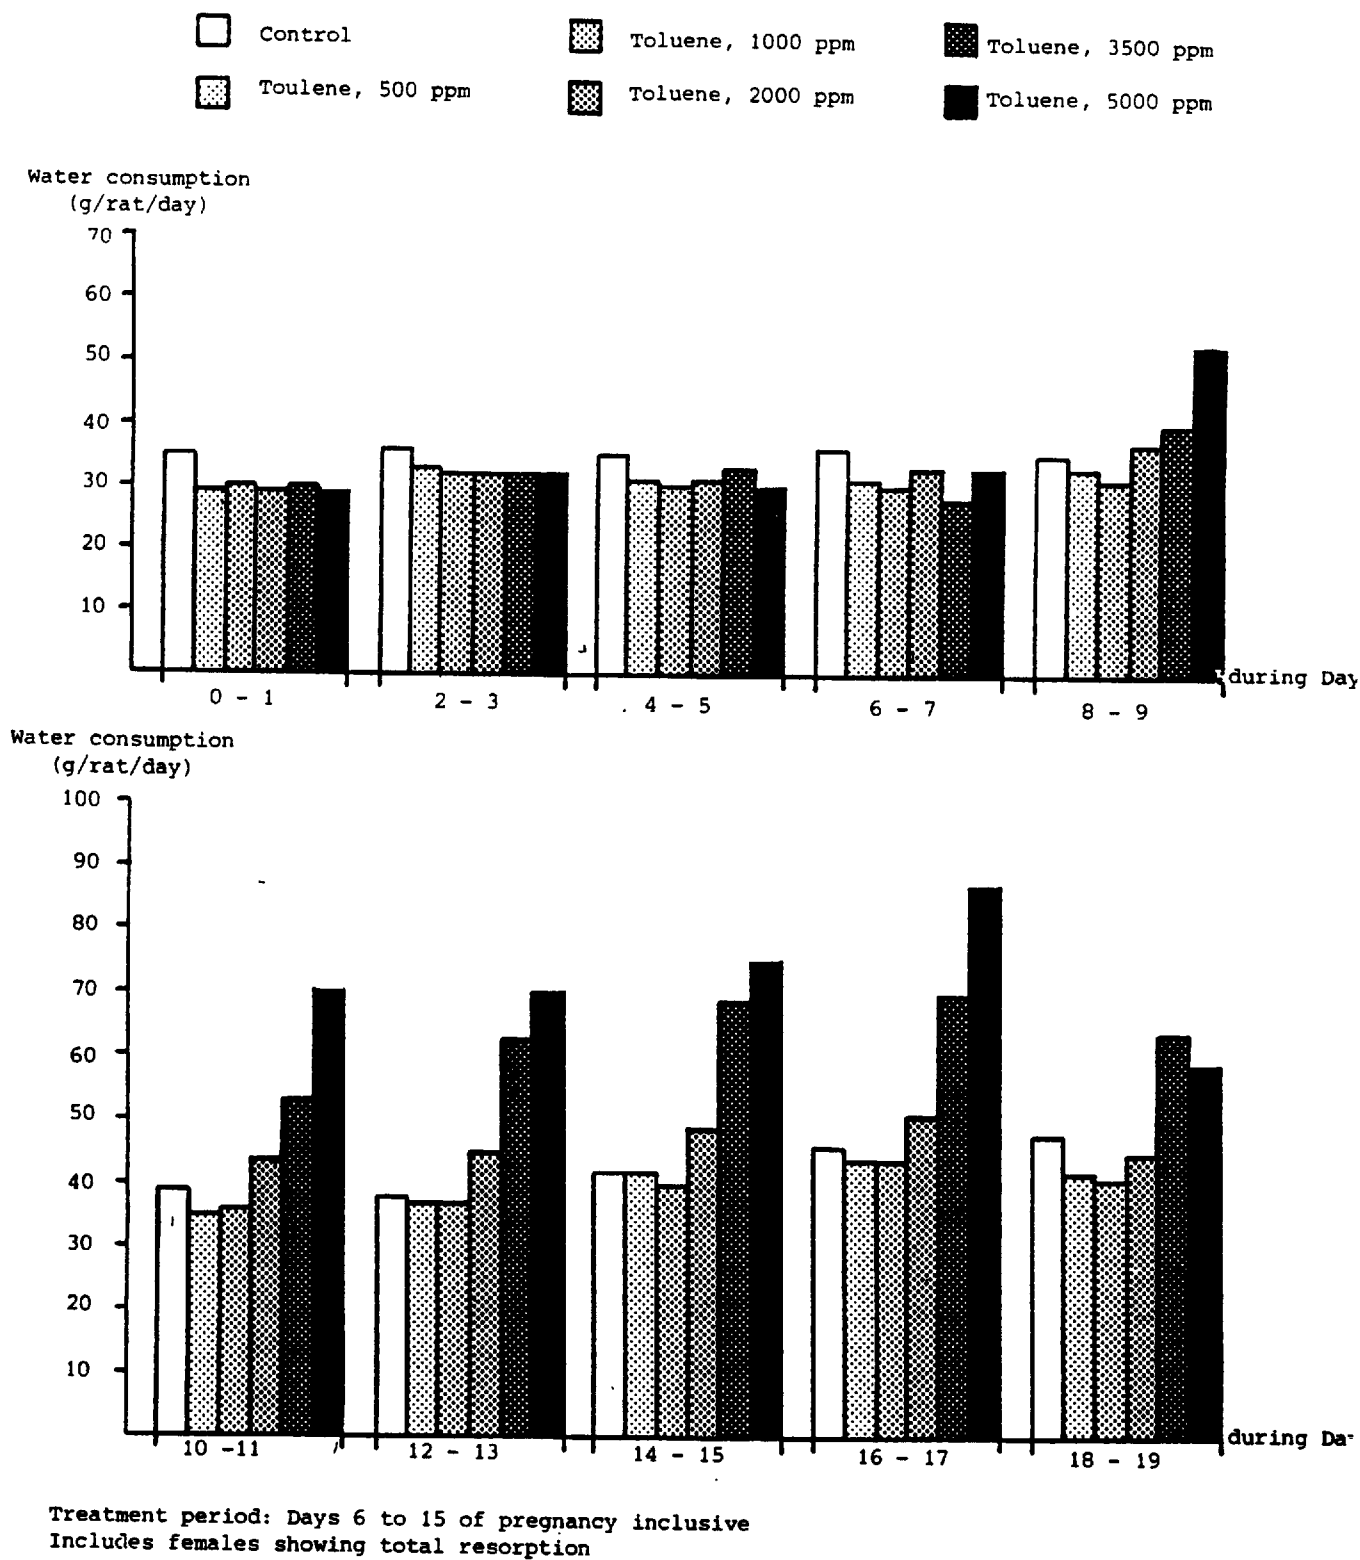 Control
Toluene, 1000 ppm
Toluene, 3500 ppm
Toulene, 500 ppm
Toluene, 2000 ppm
Toluene, 5000 ppm
Water consumption
(g/rat/day)
70
60
50
40
30
20
10
0 - 1
2 - 3
4 - 5
6 - 7
8 - 9
during Day
Water consumption
(g/rat/day)
100
90
80
70
60
50
40
30
20
10
10 -11
12 - 13
14 - 15
16 - 17
18 - 19
during Da
Treatment period: Days 6 to 15 of pregnancy inclusive
Includes females showing total resorption